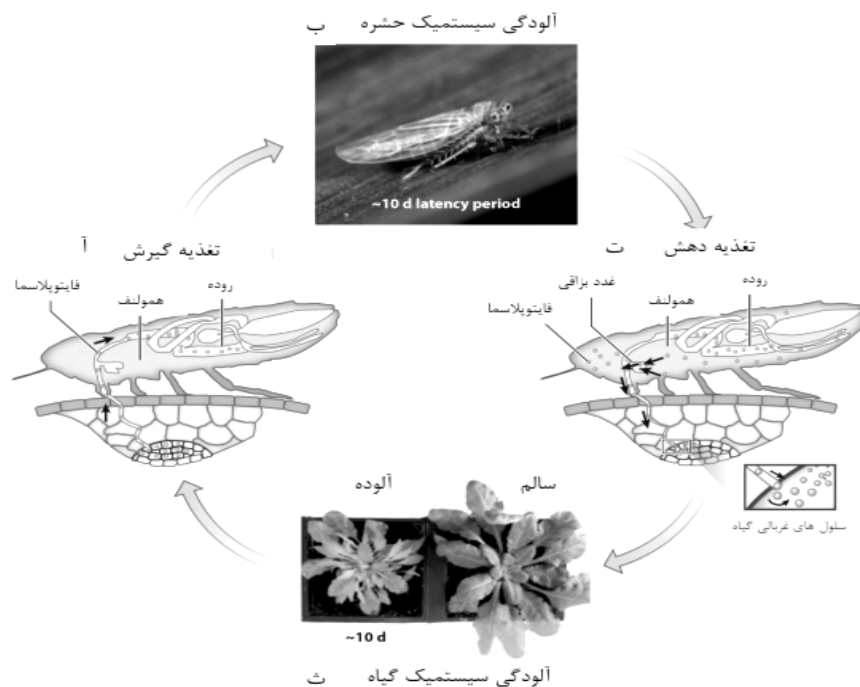 آلودگی سیستمیک حشره ب
~10 d latency period
تغذیه گیرش آ
تغذیه دهش ت
فایتوپلاسما
همولنف
روده
فایتوپلاسما
غدد بزاقی
همولنف
روده
آلوده
سالم
سلول های غربالی گیاه
~10 d
آلودگی سیستمیک گیاه ث